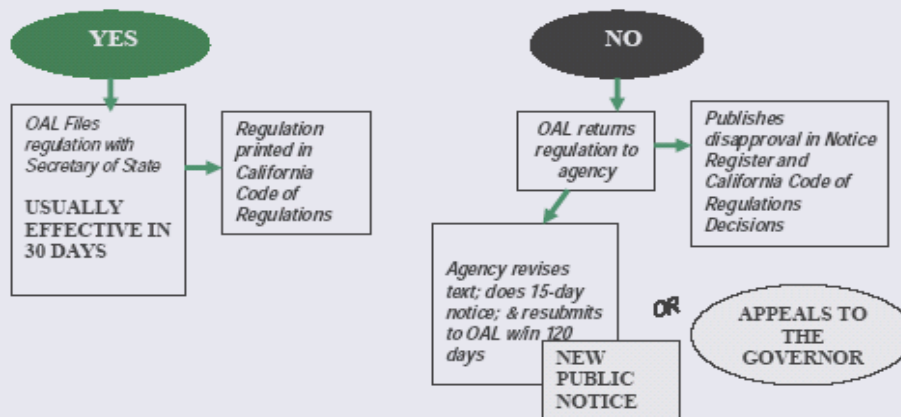 YES
OAL Files
regulation with
Secretary of State
USUALLY
EFFECTIVE IN
30 DAYS
Regulation
printed in
California
Code of
Regulations
NO
OAL returns
regulation to
agency
Publishes
disapproval in Notice
Register and
California Code of
Regulations
Decisions
Agency revises
text; does 15-day
notice; & resubmits
to OAL w/in 120
days
NEW
PUBLIC
NOTICE
OR
APPEALS TO
THE
GOVERNOR